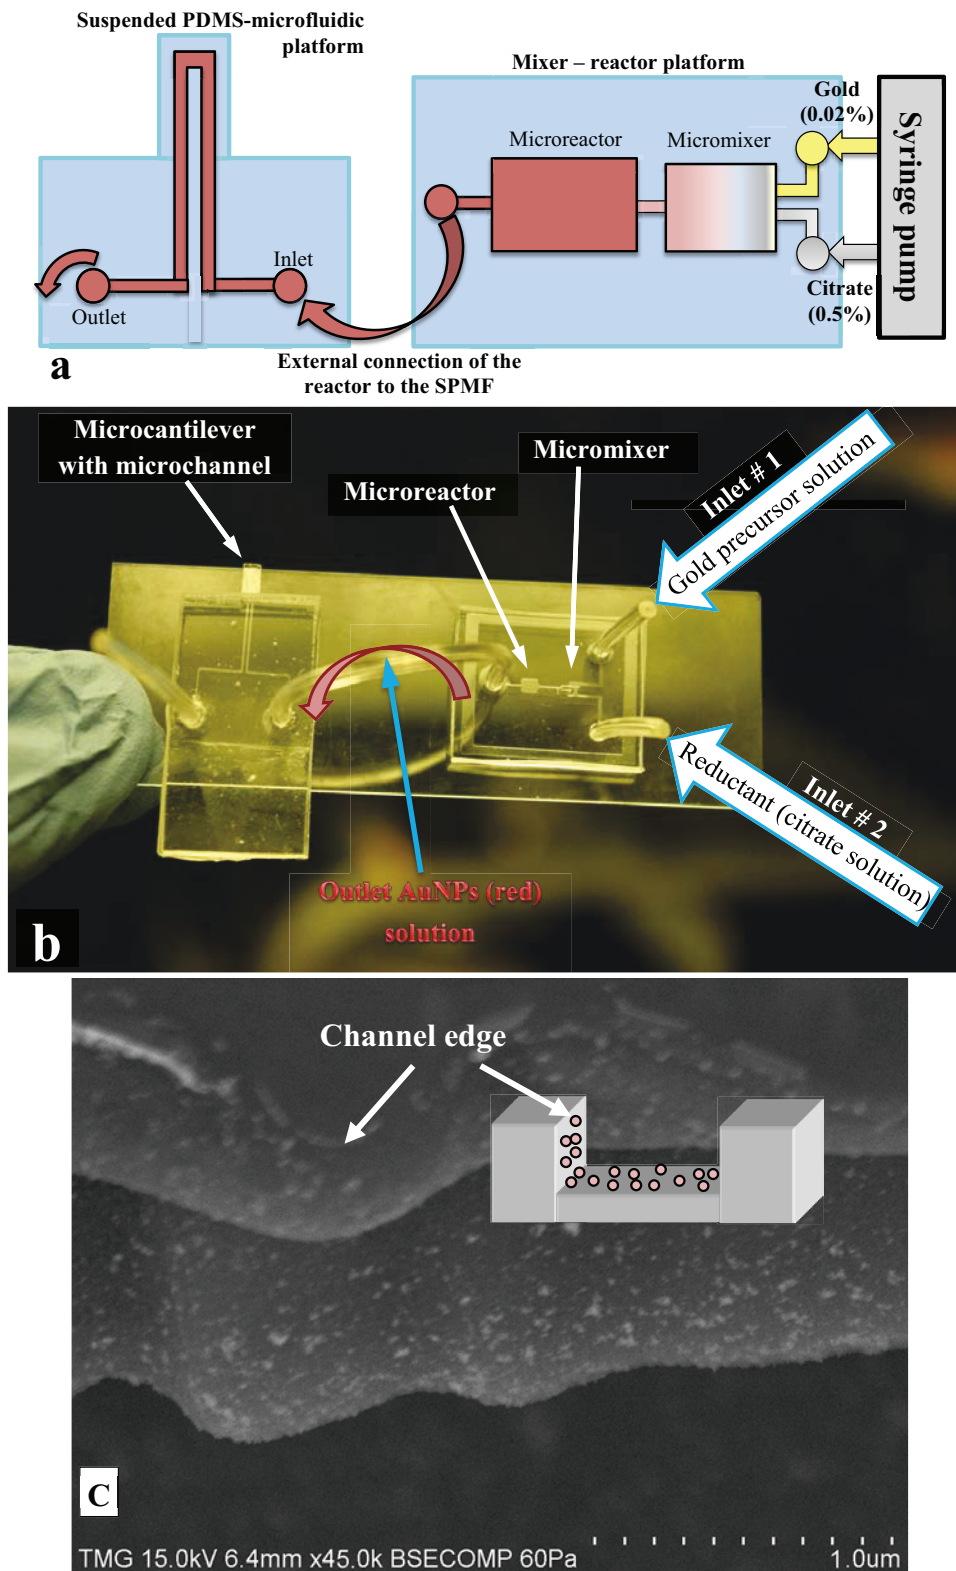 Suspended PDMS-microfluidic
platform
Mixer – reactor platform
Gold
(0.02%)
Microreactor
Micromixer
Syringe pump
Inlet
Outlet
Citrate
(0.5%)
External connection of the
reactor to the SPMF
a
Microcantilever
with microchannel
Micromixer
Microreactor
Inlet # 1
Gold precursor solution
Inlet # 2
Reductant (citrate solution)
Outlet AuNPs (red)
solution
b
Channel edge
C
TMG 15.0kV 6.4mm x45.0k BSECOMP 60Pa
1.0um